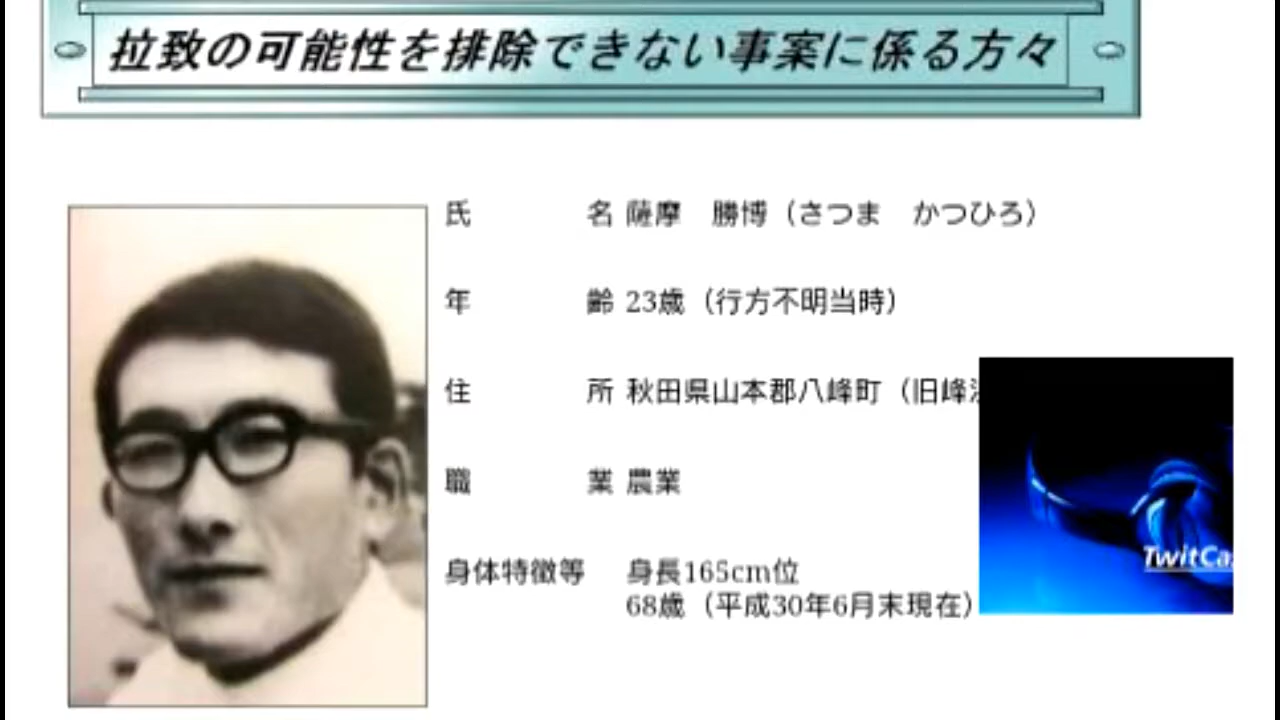 拉致の可能性を排除できない事案に係る方々
氏 名 薩摩 勝博（さつま かつひろ）
年 齢 23歳（行方不明当時）
住 所 秋田県山本郡八峰町（旧峰
職 業 農業
身体特徴等 身長165cm位
68歳（平成30年6月末現在）
TwitCa